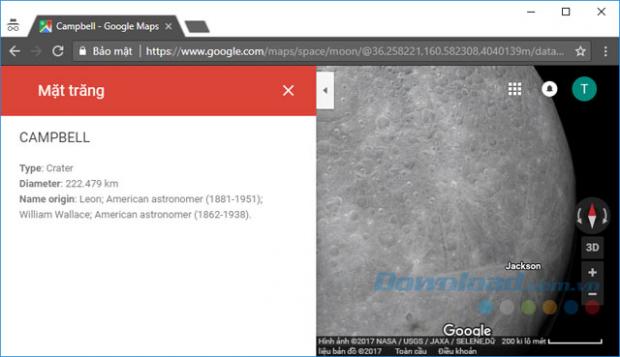 Campbell - Google Maps
Bảo mật
https://www.google.com/maps/space/moon/@36.258221,160.582308,4040139m/data...
Mặt trăng
T
CAMPBELL
Type: Crater
Diameter: 222.479 km
Name origin: Leon; American astronomer (1881-1951);
William Wallace; American astronomer (1862-1938).
3D
Jackson
Download.com.vn
Google
Hình ảnh ©2017 NASA / USGS / JAXA / SELENE,Dữ 200 ki lô mét
liệu bản đồ ©2017 Toàn cầu Điều khoản